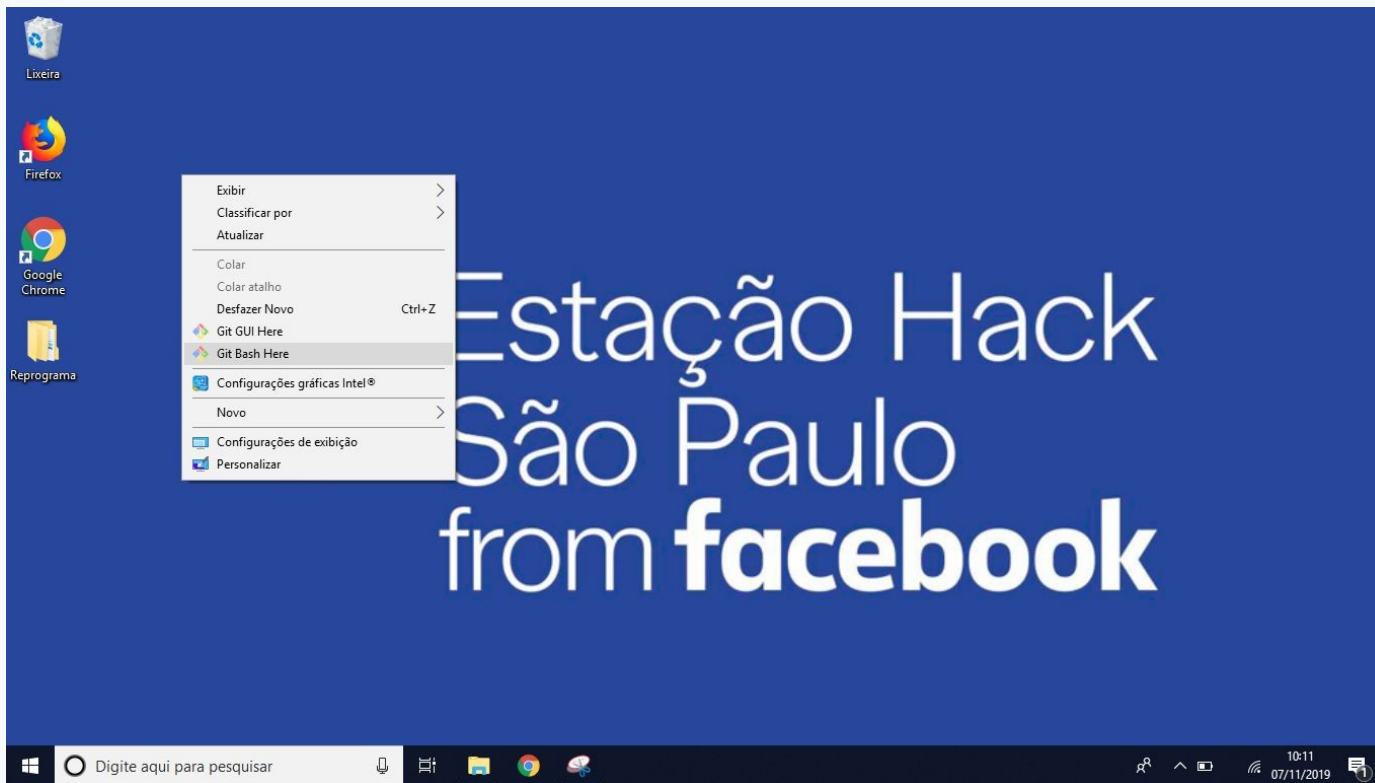 Lixeira
Firefox
Google
Chrome
Reprograma
Exibir
Classificar por
Atualizar
Colar
Colar atalho
Desfazer Novo Ctrl+Z
Git GUI Here
Git Bash Here
Configurações gráficas Intel®
Novo
Configurações de exibição
Personalizar
Estação Hack
São Paulo
from facebook
Digite aqui para pesquisar
10:11
07/11/2019
1